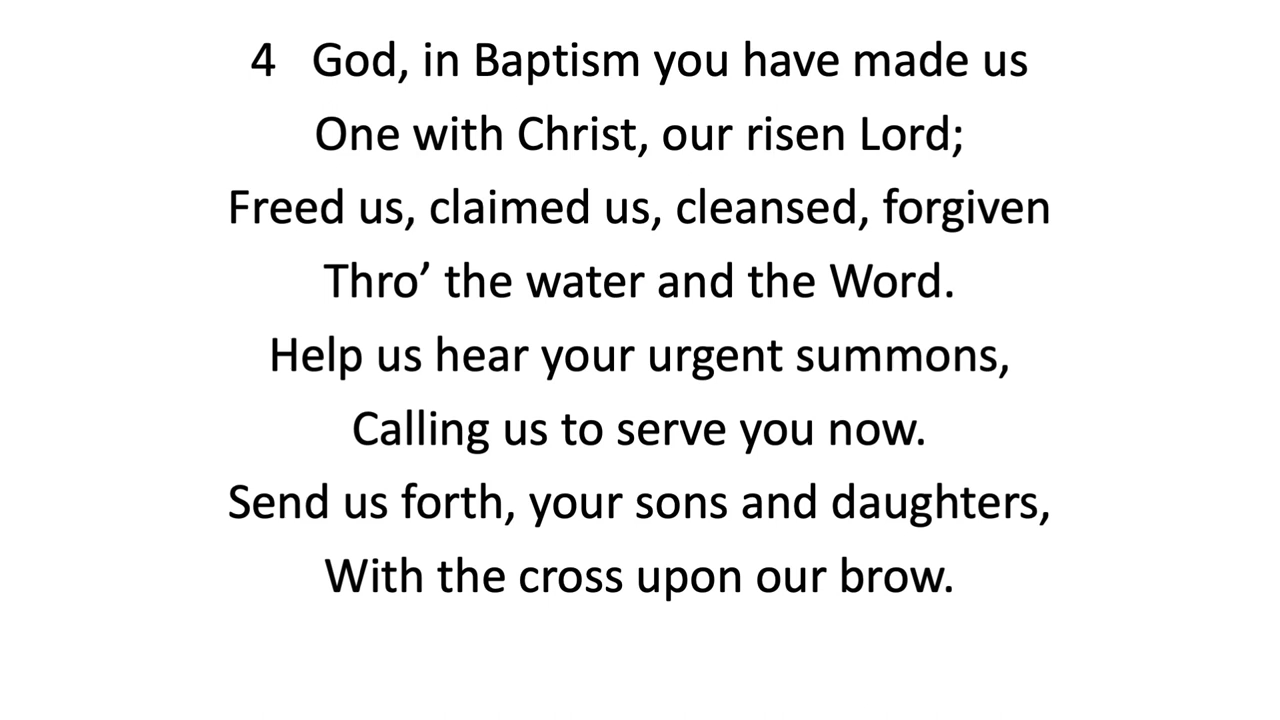 4 God, in Baptism you have made us
One with Christ, our risen Lord;
Freed us, claimed us, cleansed, forgiven
Thro’ the water and the Word.
Help us hear your urgent summons,
Calling us to serve you now.
Send us forth, your sons and daughters,
With the cross upon our brow.